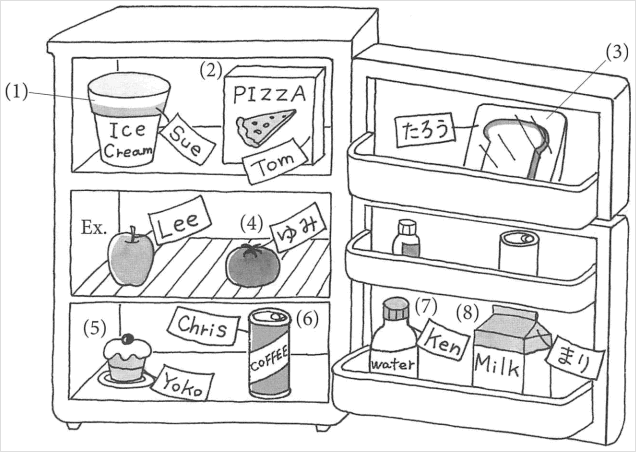 (1)
Ice
Cream
Sue
(2)
PIZZA
Tom
(3)
たろう
Ex.
Lee
(4)
ゆみ
(5)
Yoko
Chris
(6)
COFFEE
(7)
water
Ken
(8)
Milk
まり